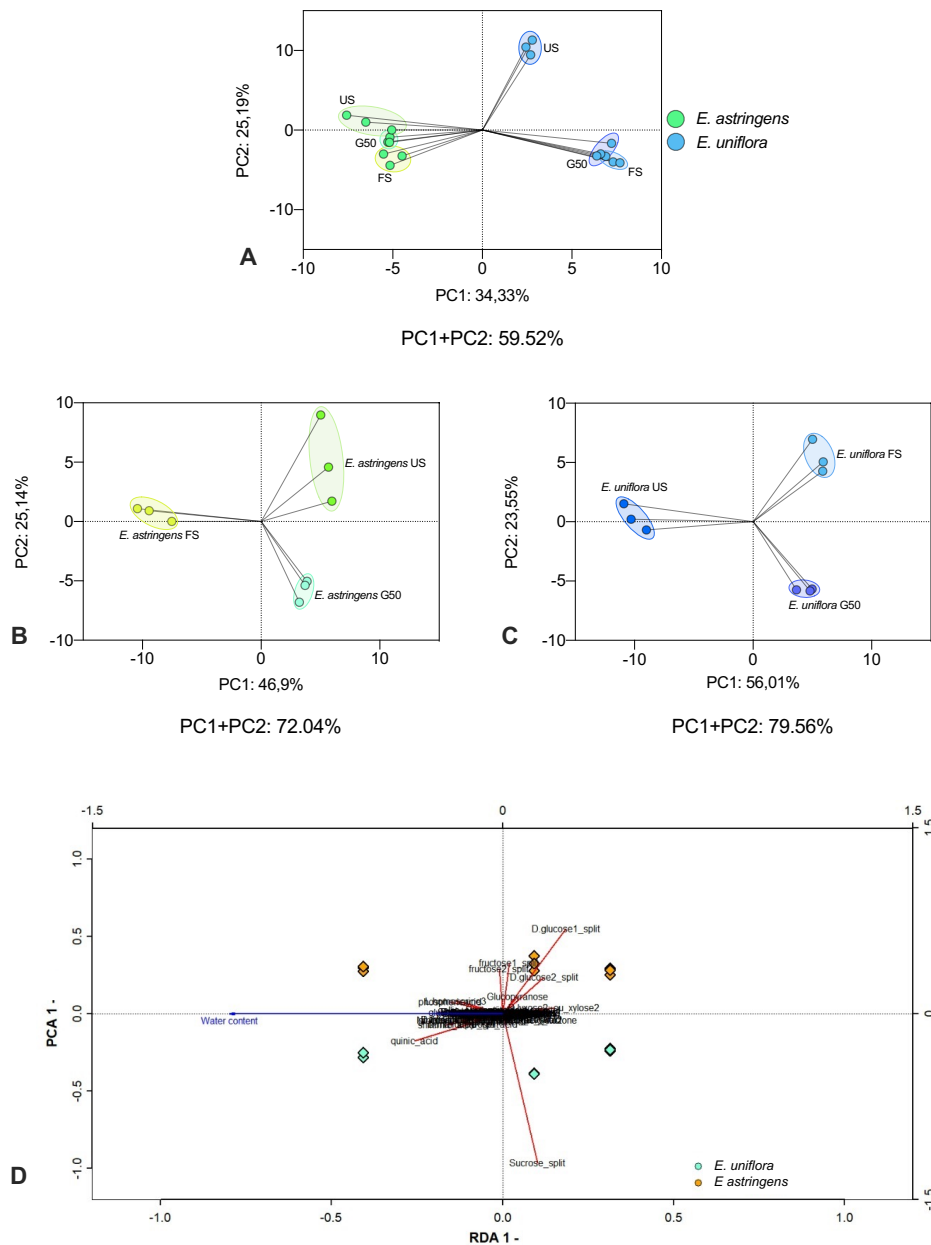 10
US
US
E. astringens
0
E. uniflora
G50
G50
FS
FS
-10
PC2: 25,19%
A
-10
-5
0
5
10
PC1: 34,33%
PC1+PC2: 59.52%
10
5
0
-5
-10
PC2: 25,14%
E. astringens US
E. astringens FS
E. astringens G50
B
-10
0
10
PC1: 46,9%
PC1+PC2: 72.04%
10
5
0
-5
-10
PC2: 23,55%
E. uniflora FS
E. uniflora US
E. uniflora G50
C
-10
0
10
PC1: 56,01%
PC1+PC2: 79.56%
-1.5
0
1.5
1.5
0
-1.5
1.0
0.5
0.0
-0.5
-1.0
PCA 1 -
D.glucose1_split
fructose2_split
D.glucose2_split
Glucopyranose
Water content
quinic_acid
Sucrose_split
E. uniflora
E astringens
D
-1.0
-0.5
0.0
0.5
1.0
RDA 1 -